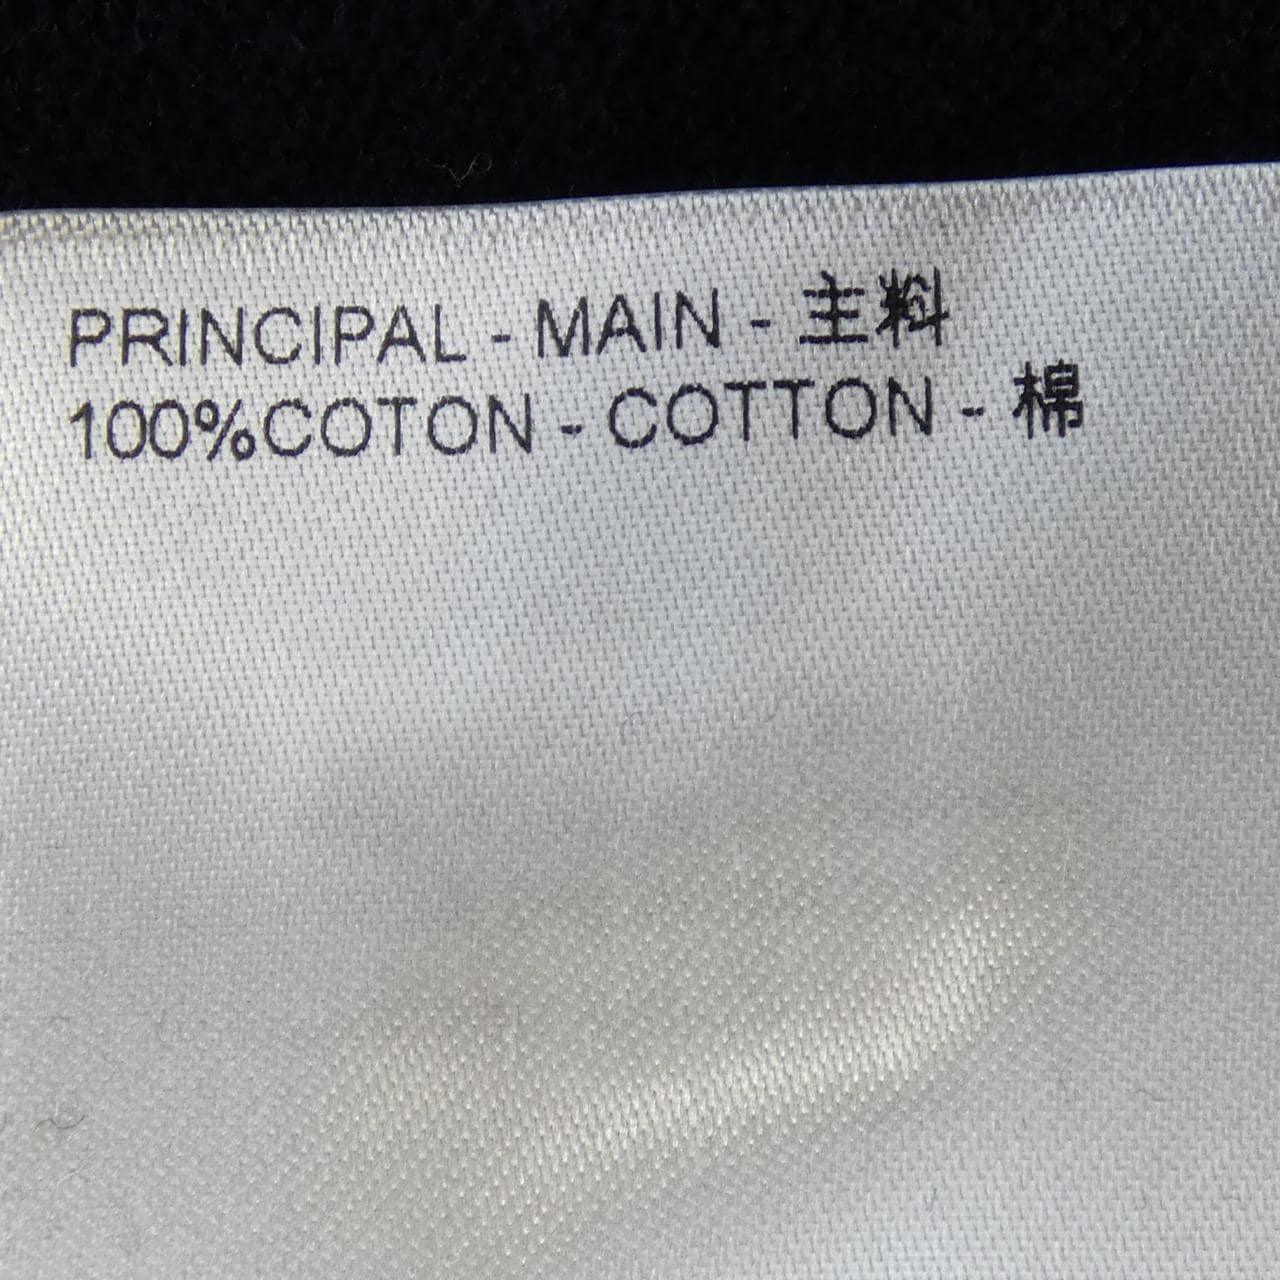 PRINCIPAL - MAIN - 主料
100%COTON - COTTON - 棉